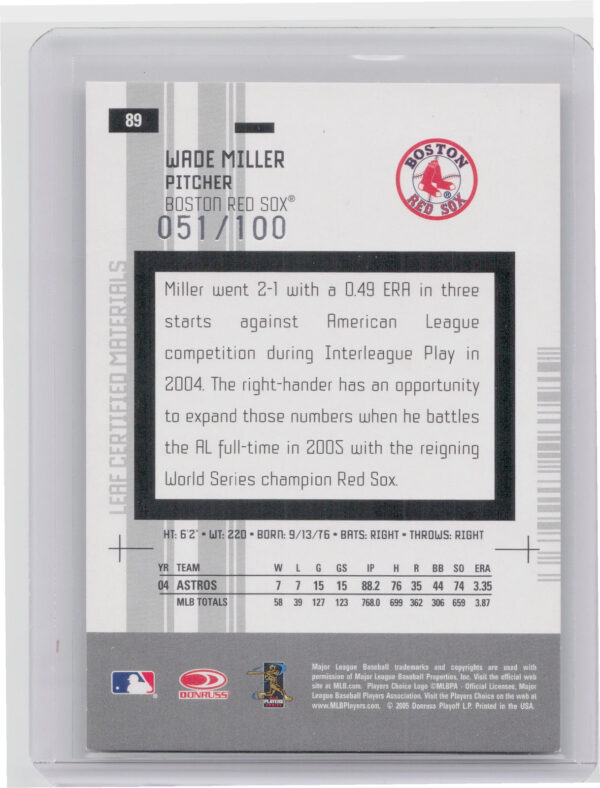 89
WADE MILLER
PITCHER
BOSTON RED SOX®
051/100
BOSTON
RED SOX
®
LEAF CERTIFIED MATERIALS
Miller went 2-1 with a 0.49 ERA in three
starts against American League
competition during Interleague Play in
2004. The right-hander has an opportunity
to expand those numbers when he battles
the AL full-time in 2005 with the reigning
World Series champion Red Sox.
HT: 6'2" • WT: 220 • BORN: 9/13/76 • BATS: RIGHT • THROWS: RIGHT
YR TEAM W L G GS IP H R BB SO ERA
04 ASTROS 7 7 15 15 88.2 76 35 44 74 3.35
MLB TOTALS 58 39 127 123 768.0 699 362 306 659 3.87
DONRUSS
PLAYERS
Major League Baseball trademarks and copyrights are used with
permission of Major League Baseball Properties, Inc. Visit the official web
site at MLB.com. Players Choice Logo ©MLBPA - Official Licensee, Major
League Baseball Players Association. Visit the Players Choice Web site at
www.MLBPlayers.com. © 2005 Donruss Playoff L.P. Printed in the USA.